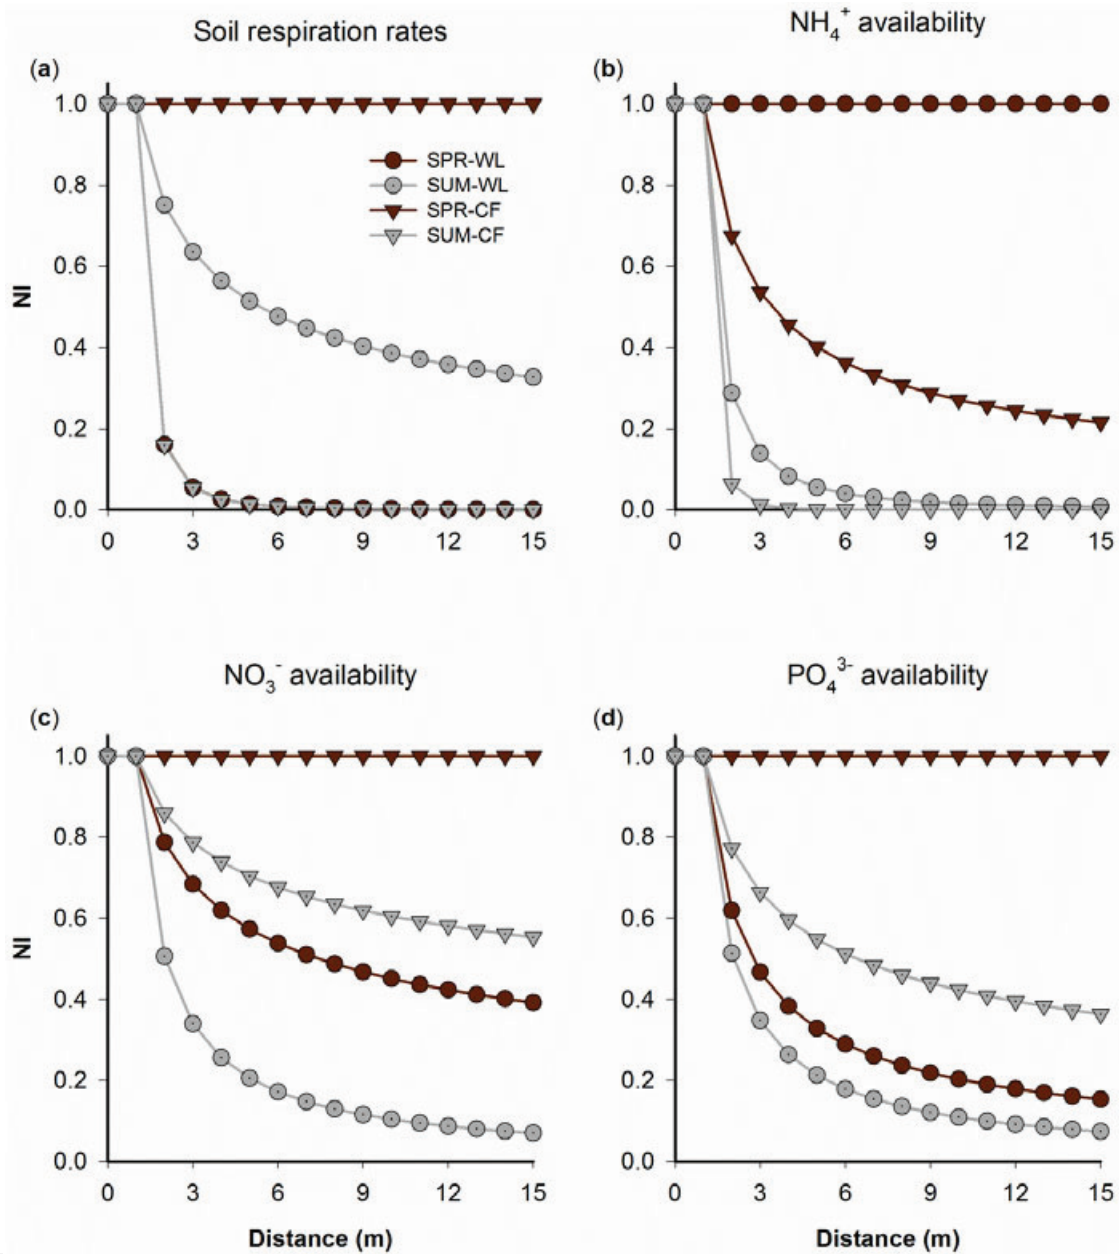 Soil respiration rates
NH₄⁺ availability
(a)
(b)
1.0
0.8
0.6
0.4
0.2
0.0
NI
SPR-WL
SUM-WL
SPR-CF
SUM-CF
0 3 6 9 12 15
1.0
0.8
0.6
0.4
0.2
0.0
0 3 6 9 12 15
NO₃⁻ availability
PO₄³⁻ availability
(c)
(d)
1.0
0.8
0.6
0.4
0.2
0.0
NI
0 3 6 9 12 15
Distance (m)
1.0
0.8
0.6
0.4
0.2
0.0
0 3 6 9 12 15
Distance (m)